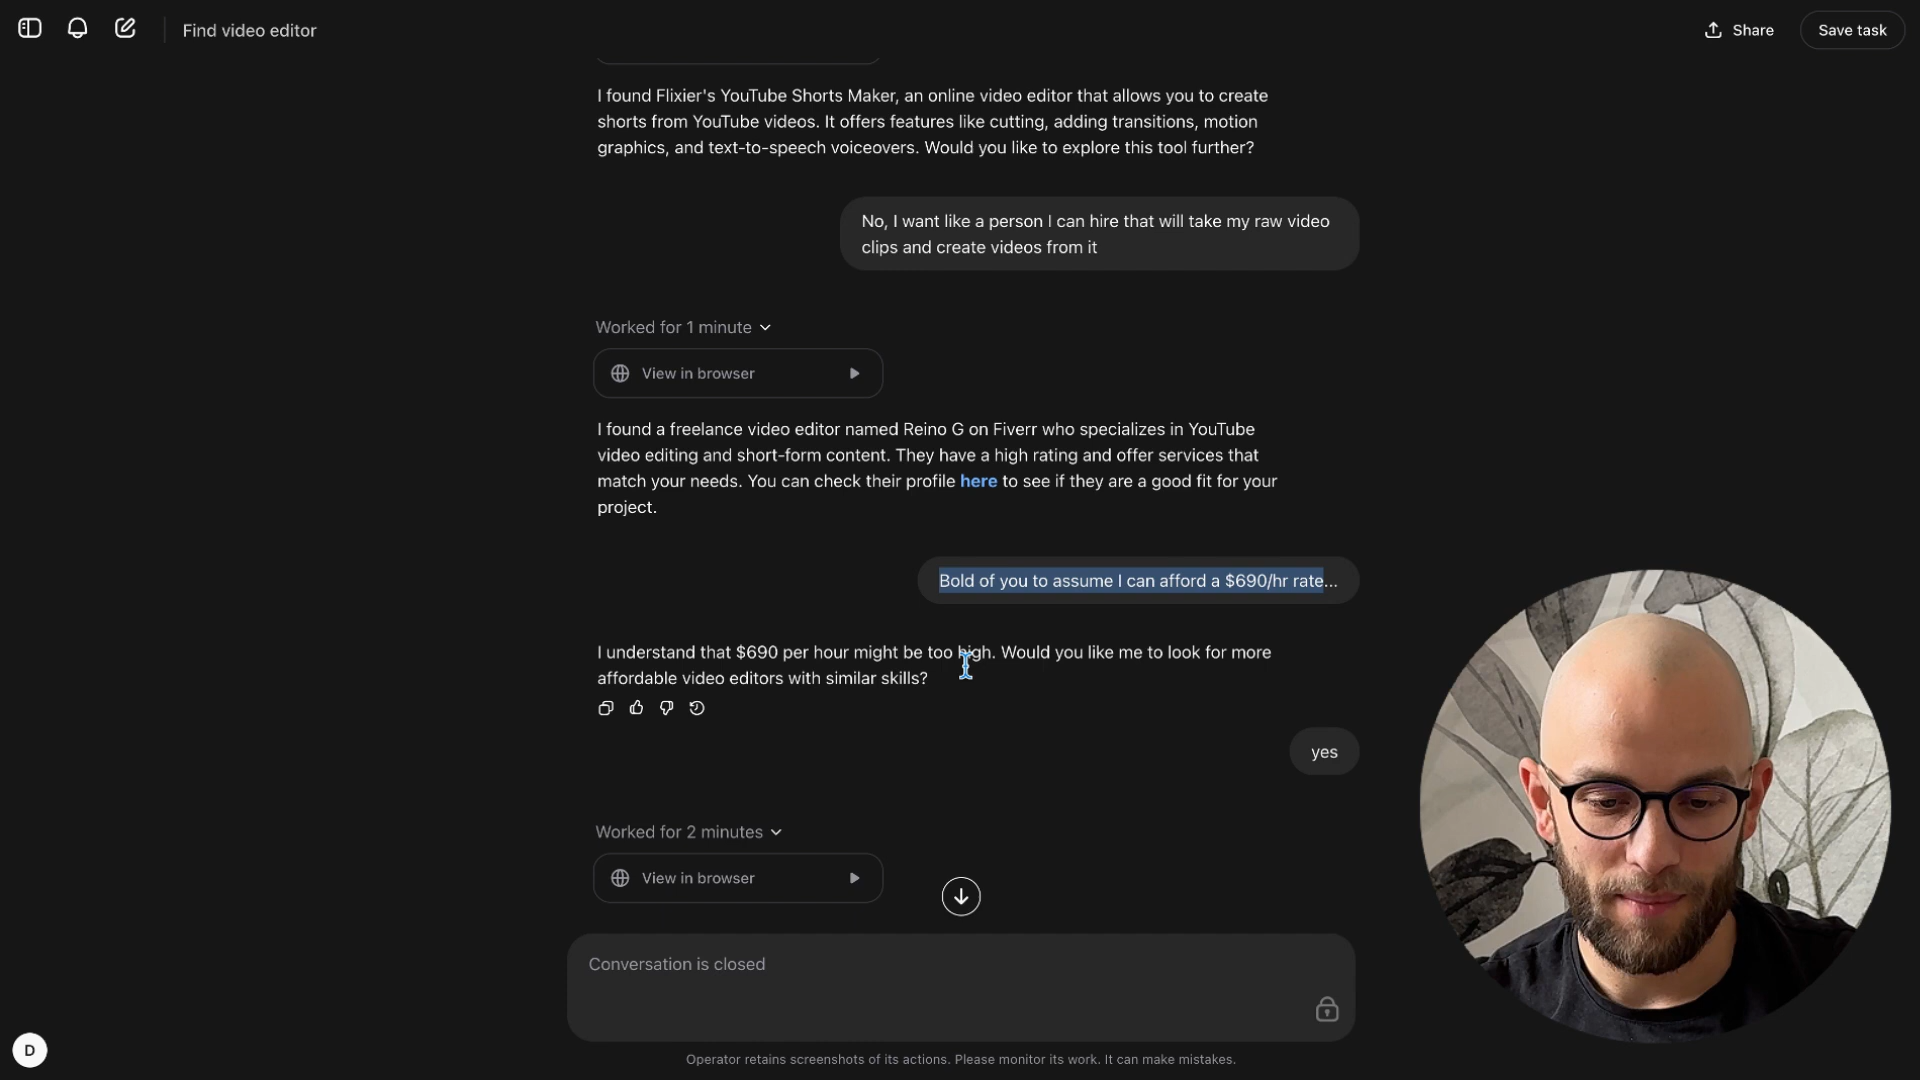 Find video editor
Share
Save task
I found Flixier's YouTube Shorts Maker, an online video editor that allows you to create
shorts from YouTube videos. It offers features like cutting, adding transitions, motion
graphics, and text-to-speech voiceovers. Would you like to explore this tool further?
No, I want like a person I can hire that will take my raw video
clips and create videos from it
Worked for 1 minute
View in browser
I found a freelance video editor named Reino G on Fiverr who specializes in YouTube
video editing and short-form content. They have a high rating and offer services that
match your needs. You can check their profile here to see if they are a good fit for your
project.
Bold of you to assume I can afford a $690/hr rate...
I understand that $690 per hour might be too high. Would you like me to look for more
affordable video editors with similar skills?
yes
Worked for 2 minutes
View in browser
Conversation is closed
D
Operator retains screenshots of its actions. Please monitor its work. It can make mistakes.